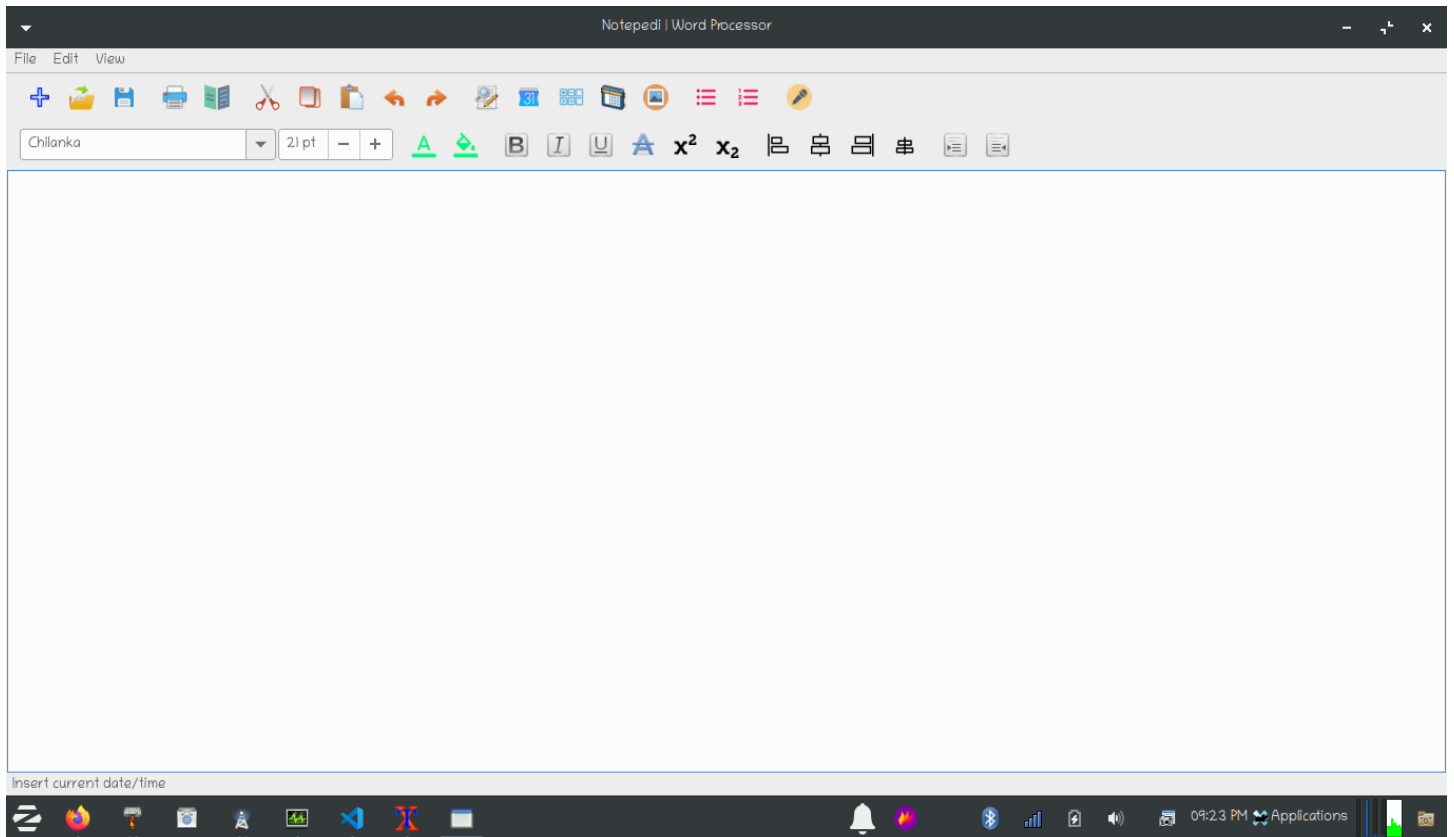 Notepedi | Word Processor
File Edit View
31
Chilanka 21 pt − + A B I U A x² x₂
Insert current date/time
09:23 PM Applications